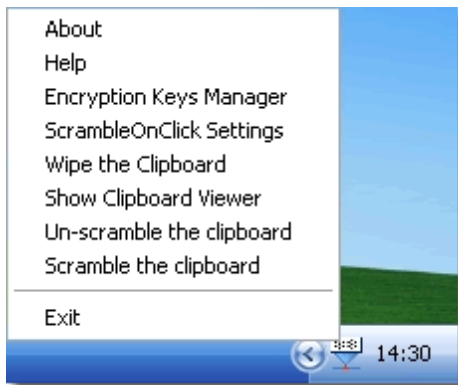 About
Help
Encryption Keys Manager
ScrambleOnClick Settings
Wipe the Clipboard
Show Clipboard Viewer
Un-scramble the clipboard
Scramble the clipboard
Exit
14:30